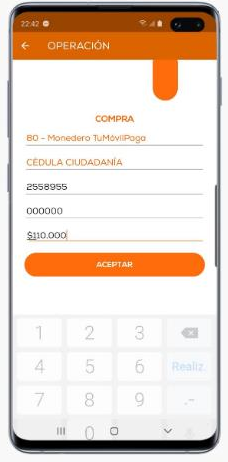 22:42
OPERACIÓN
COMPRA
80 - Monedero TuMóvilPaga
CÉDULA CIUDADANÍA
2558955
000000
$110.000
ACEPTAR
1 2 3
4 5 6 Realiz.
7 8 9 .-
0